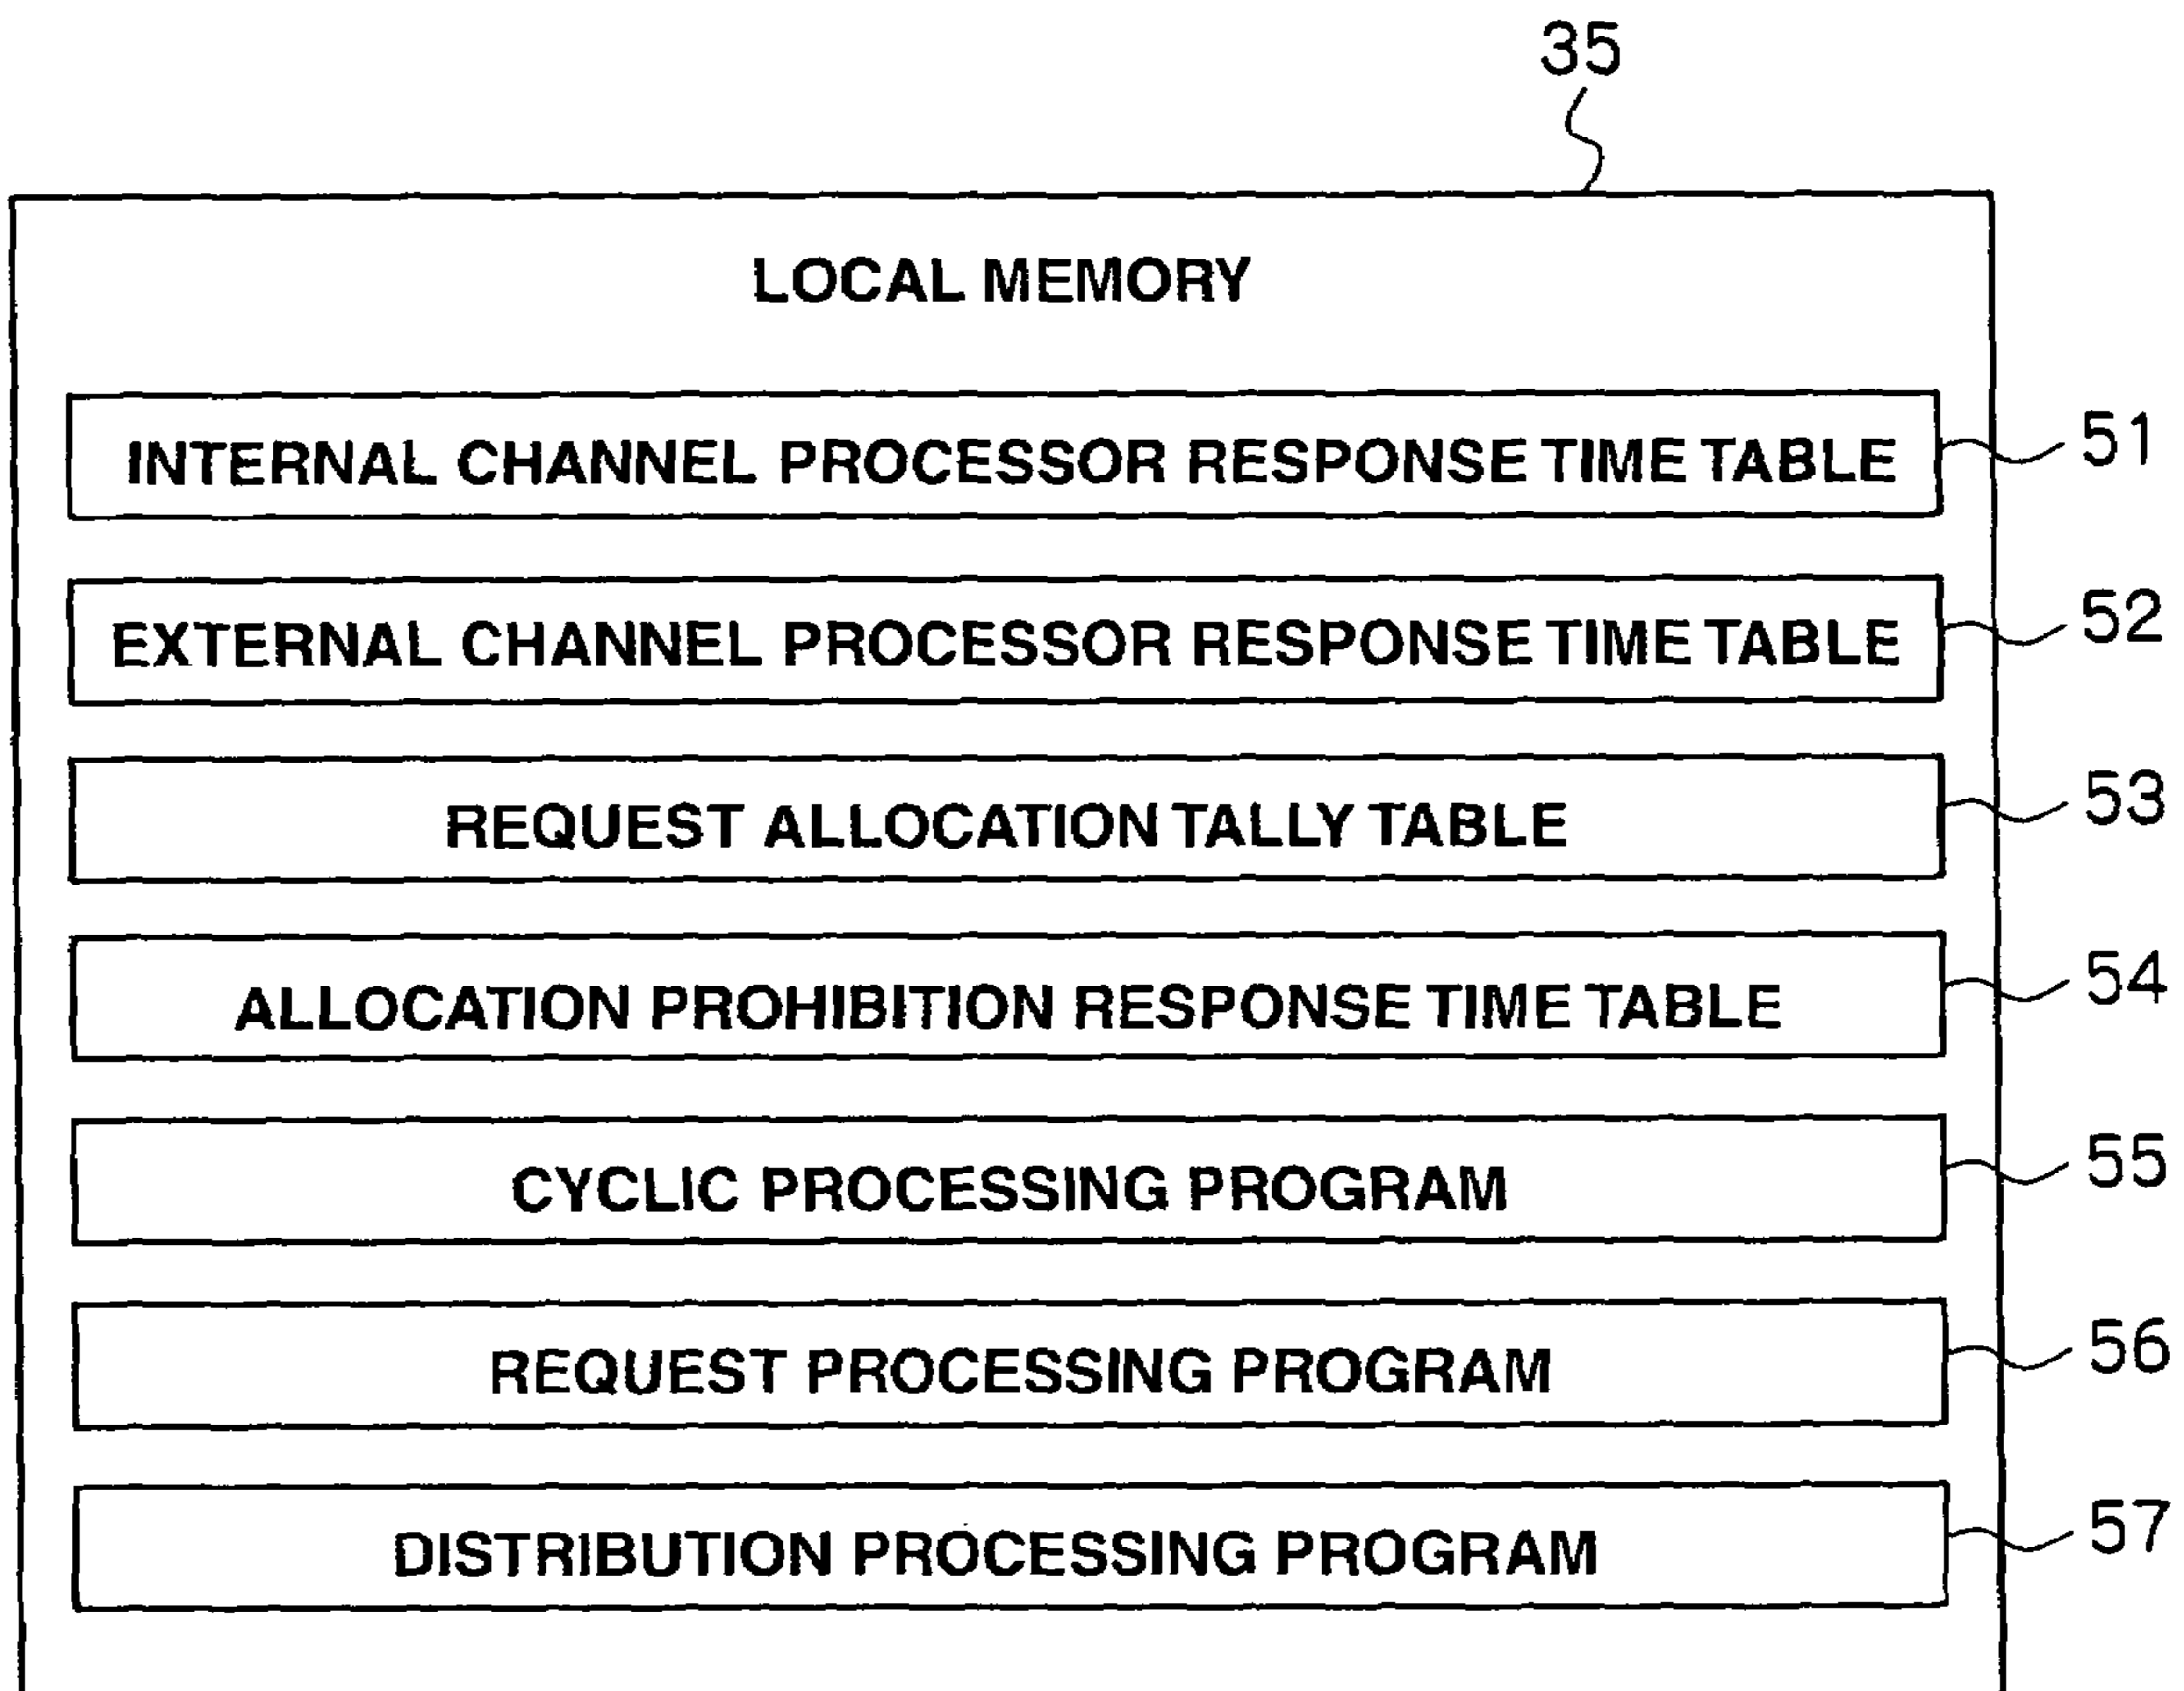 35
LOCAL MEMORY
INTERNAL CHANNEL PROCESSOR RESPONSE TIME TABLE 51
EXTERNAL CHANNEL PROCESSOR RESPONSE TIME TABLE 52
REQUEST ALLOCATION TALLY TABLE 53
ALLOCATION PROHIBITION RESPONSE TIME TABLE 54
CYCLIC PROCESSING PROGRAM 55
REQUEST PROCESSING PROGRAM 56
DISTRIBUTION PROCESSING PROGRAM 57